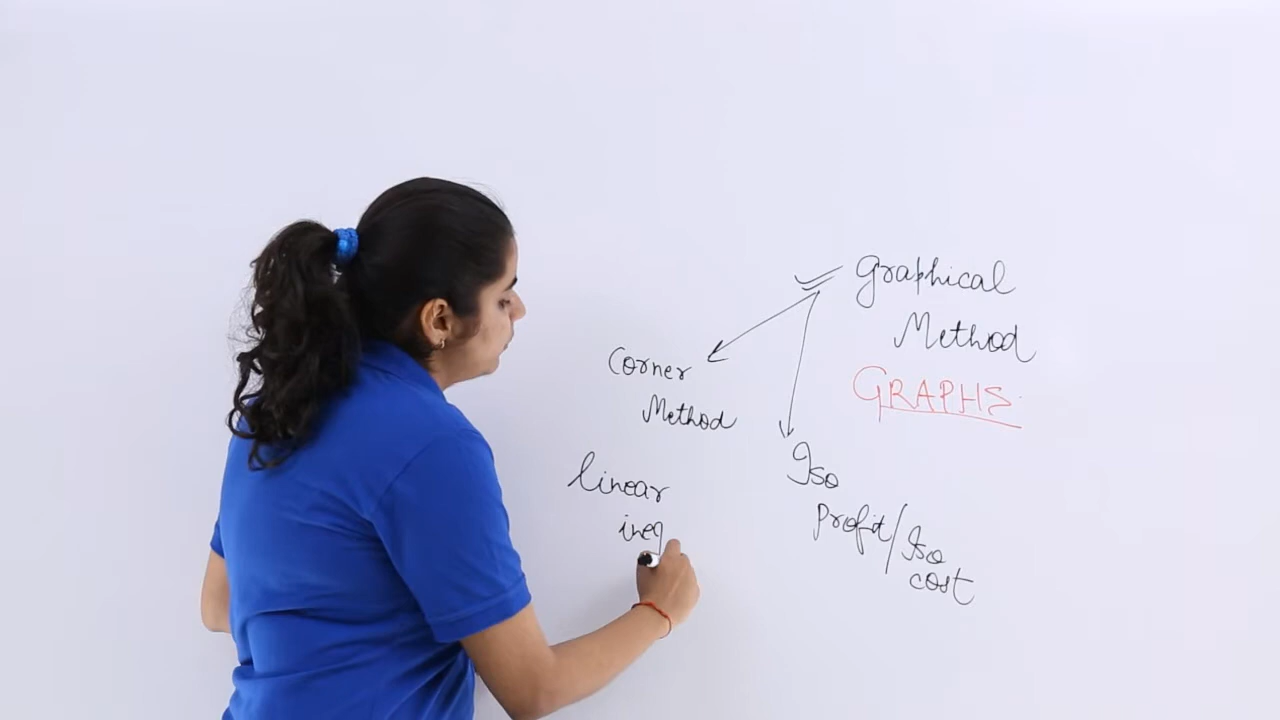 Graphical
Method
GRAPHS
Corner
Method
linear
ineq
Iso
profit/Iso
cost